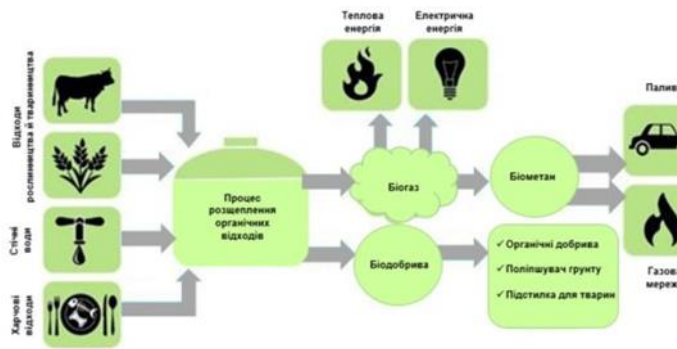 Теплова
енергія
Електрична
енергія
Відходи
рослинництва й тваринництва
Стічні
води
Харчові
відходи
Процес
розщеплення
органічних
відходів
Біогаз
Біометан
Біодобрива
✓ Органічні добрива
✓ Поліпшувач грунту
✓ Підстилка для тварин
Палив
Газова
мереж